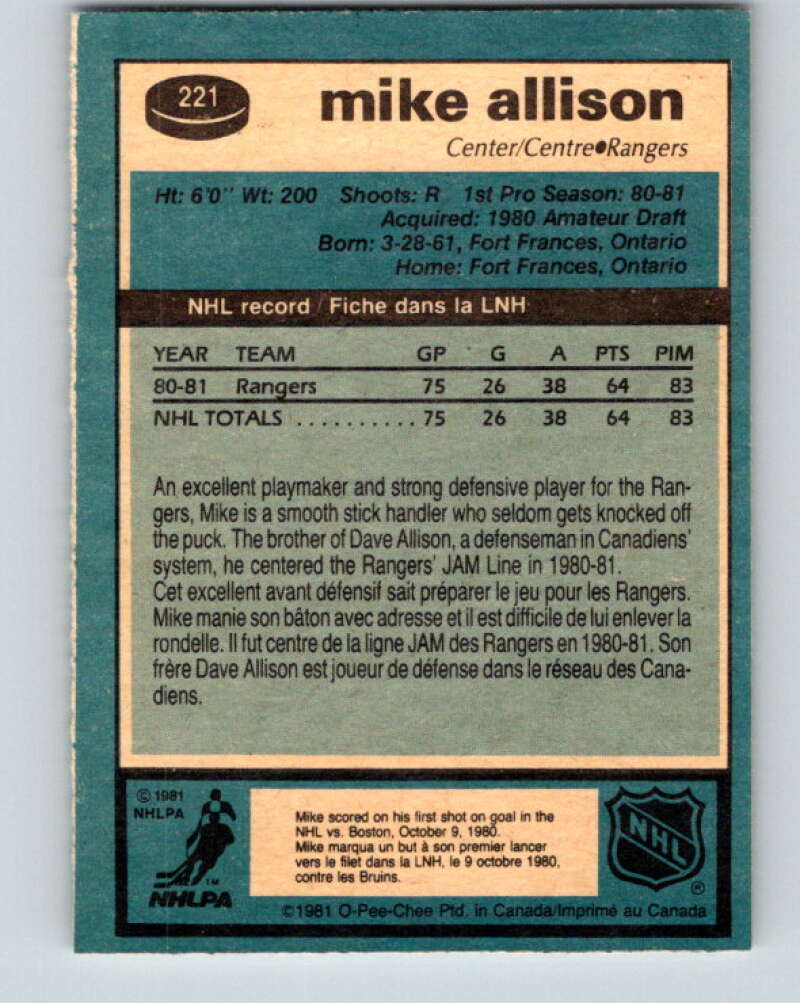 221
mike allison
Center/Centre●Rangers
Ht: 6'0" Wt: 200 Shoots: R 1st Pro Season: 80-81
Acquired: 1980 Amateur Draft
Born: 3-28-61, Fort Frances, Ontario
Home: Fort Frances, Ontario
NHL record / Fiche dans la LNH
YEAR TEAM GP G A PTS PIM
80-81 Rangers 75 26 38 64 83
NHL TOTALS .......... 75 26 38 64 83
An excellent playmaker and strong defensive player for the Ran-
gers, Mike is a smooth stick handler who seldom gets knocked off
the puck. The brother of Dave Allison, a defenseman in Canadiens'
system, he centered the Rangers' JAM Line in 1980-81.
Cet excellent avant défensif sait préparer le jeu pour les Rangers.
Mike manie son bâton avec adresse et il est difficile de lui enlever la
rondelle. Il fut centre de la ligne JAM des Rangers en 1980-81. Son
frère Dave Allison est joueur de défense dans le réseau des Cana-
diens.
© 1981
NHLPA
TM
NHLPA
Mike scored on his first shot on goal in the
NHL vs. Boston, October 9, 1980.
Mike marqua un but à son premier lancer
vers le filet dans la LNH, le 9 octobre 1980,
contre les Bruins.
NHL
®
©1981 O-Pee-Chee Ptd. in Canada/Imprimé au Canada